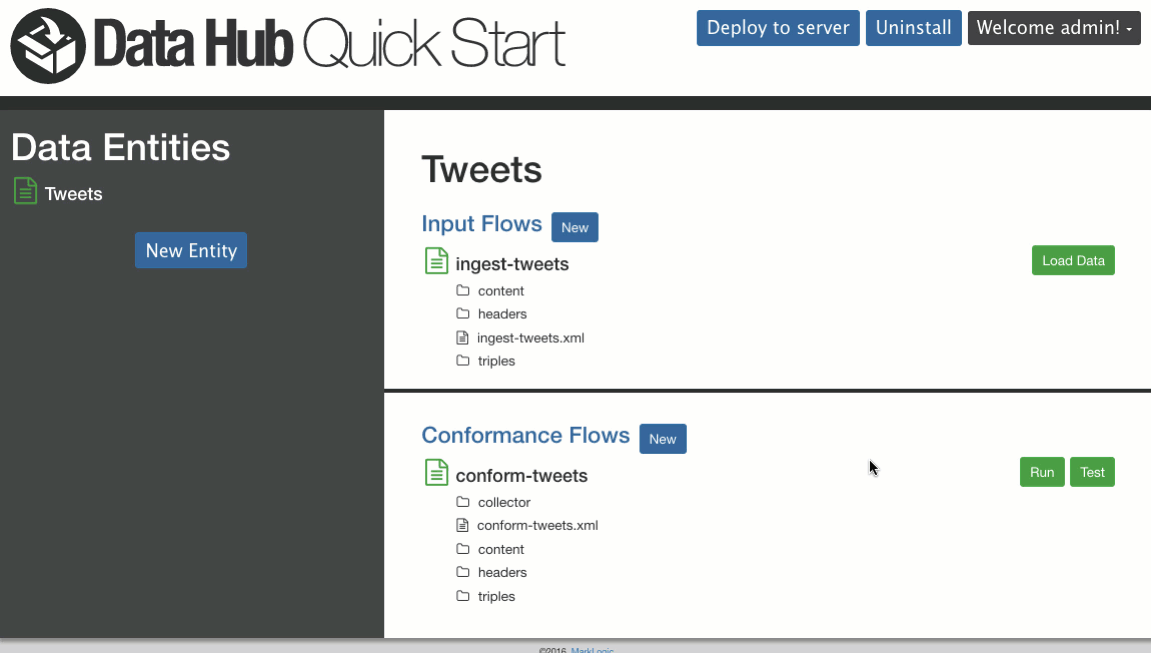 Data Hub Quick Start
Deploy to server
Uninstall
Welcome admin!
Data Entities
Tweets
New Entity
Tweets
Input Flows New
ingest-tweets
Load Data
content
headers
ingest-tweets.xml
triples
Conformance Flows New
conform-tweets
Run Test
collector
conform-tweets.xml
content
headers
triples
©2016 MarkLogic